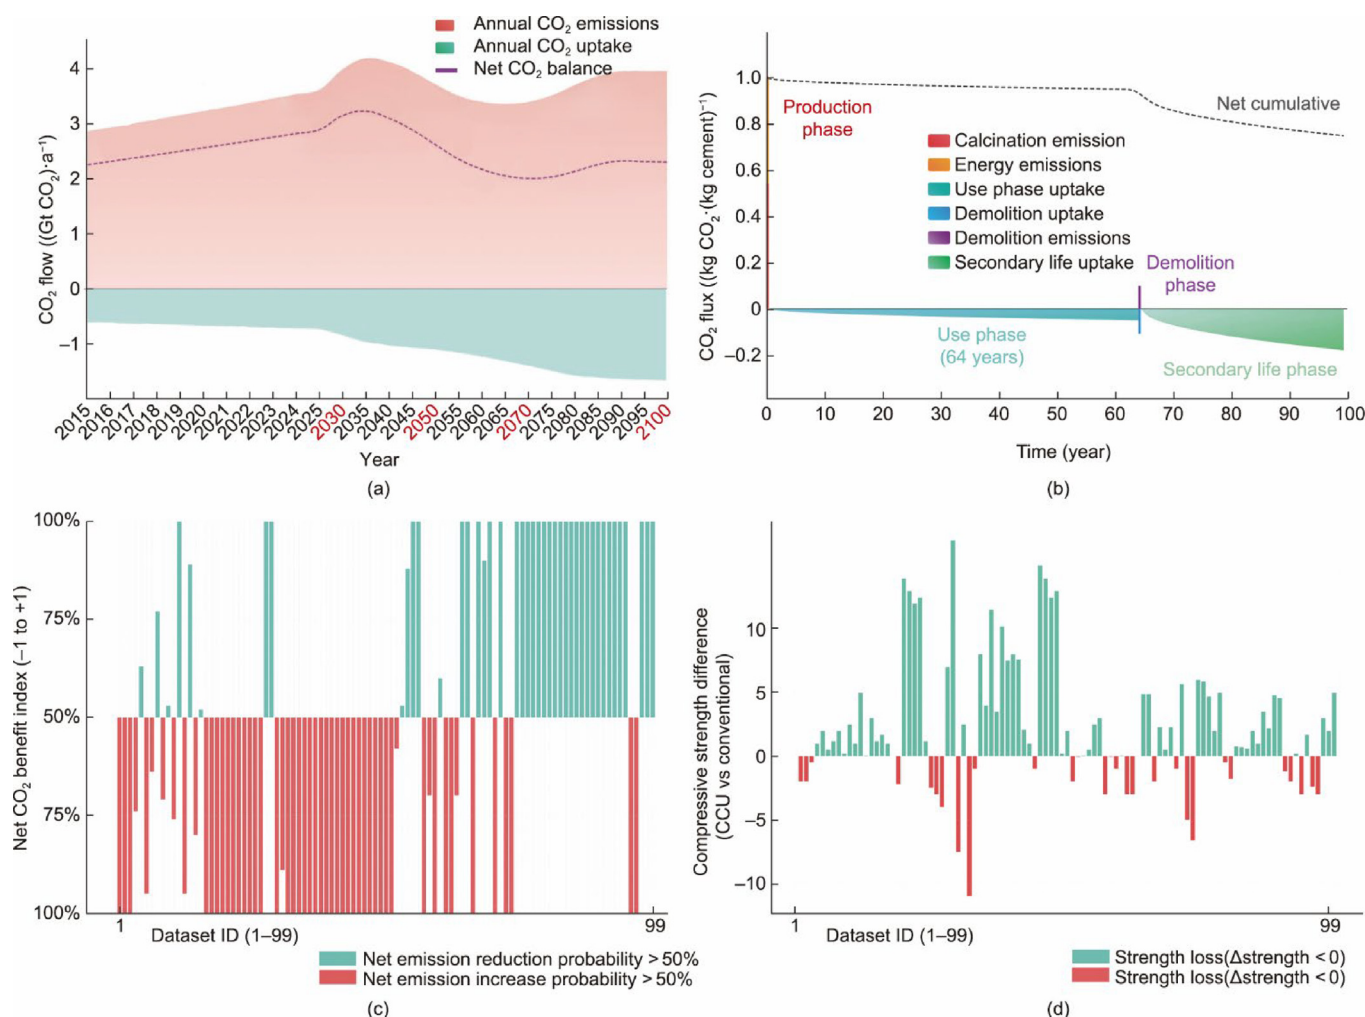 Annual CO₂ emissions
Annual CO₂ uptake
Net CO₂ balance
CO₂ flow ((Gt CO₂)·a⁻¹)
4
3
2
1
0
–1
2015
2016
2017
2018
2019
2020
2021
2022
2023
2024
2025
2030
2035
2040
2045
2050
2055
2060
2065
2070
2075
2080
2085
2090
2095
2100
Year
(a)
CO₂ flux ((kg CO₂·(kg cement)⁻¹)
1.0
0.8
0.6
0.4
0.2
0
–0.2
Production
phase
Net cumulative
Calcination emission
Energy emissions
Use phase uptake
Demolition uptake
Demolition emissions
Secondary life uptake
Demolition
phase
Use phase
(64 years)
Secondary life phase
0
10
20
30
40
50
60
70
80
90
100
Time (year)
(b)
Net CO₂ benefit index (–1 to +1)
100%
75%
50%
75%
100%
1
99
Dataset ID (1–99)
Net emission reduction probability > 50%
Net emission increase probability > 50%
(c)
Compressive strength difference
(CCU vs conventional)
10
5
0
–5
–10
1
99
Dataset ID (1–99)
Strength loss(Δstrength < 0)
Strength loss(Δstrength < 0)
(d)